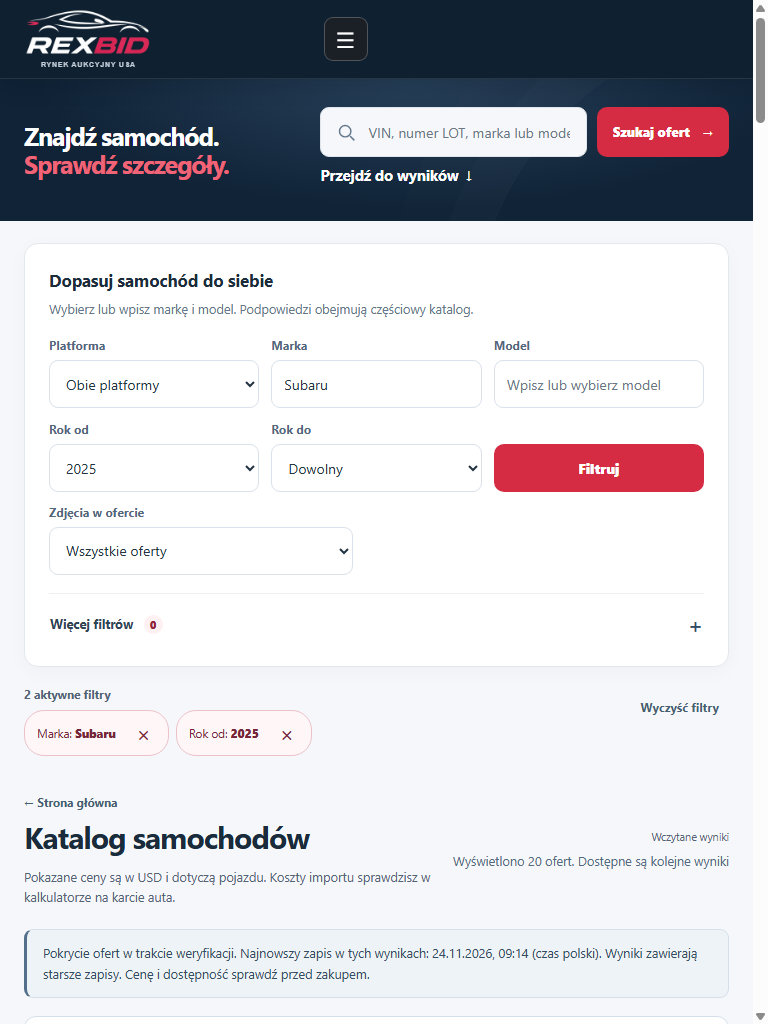 REXBID
RYNEK AUKCYJNY USA
Znajdź samochód.
Sprawdź szczegóły.
VIN, numer LOT, marka lub mode
Szukaj ofert →
Przejdź do wyników ↓
Dopasuj samochód do siebie
Wybierz lub wpisz markę i model. Podpowiedzi obejmują częściowy katalog.
Platforma
Marka
Model
Obie platformy
Subaru
Wpisz lub wybierz model
Rok od
Rok do
2025
Dowolny
Filtruj
Zdjęcia w ofercie
Wszystkie oferty
Więcej filtrów 0 +
2 aktywne filtry
Wyczyść filtry
Marka: Subaru ×
Rok od: 2025 ×
← Strona główna
Katalog samochodów
Wczytane wyniki
Wyświetlono 20 ofert. Dostępne są kolejne wyniki
Pokazane ceny są w USD i dotyczą pojazdu. Koszty importu sprawdzisz w
kalkulatorze na karcie auta.
Pokrycie ofert w trakcie weryfikacji. Najnowszy zapis w tych wynikach: 24.11.2026, 09:14 (czas polski). Wyniki zawierają
starsze zapisy. Cenę i dostępność sprawdź przed zakupem.